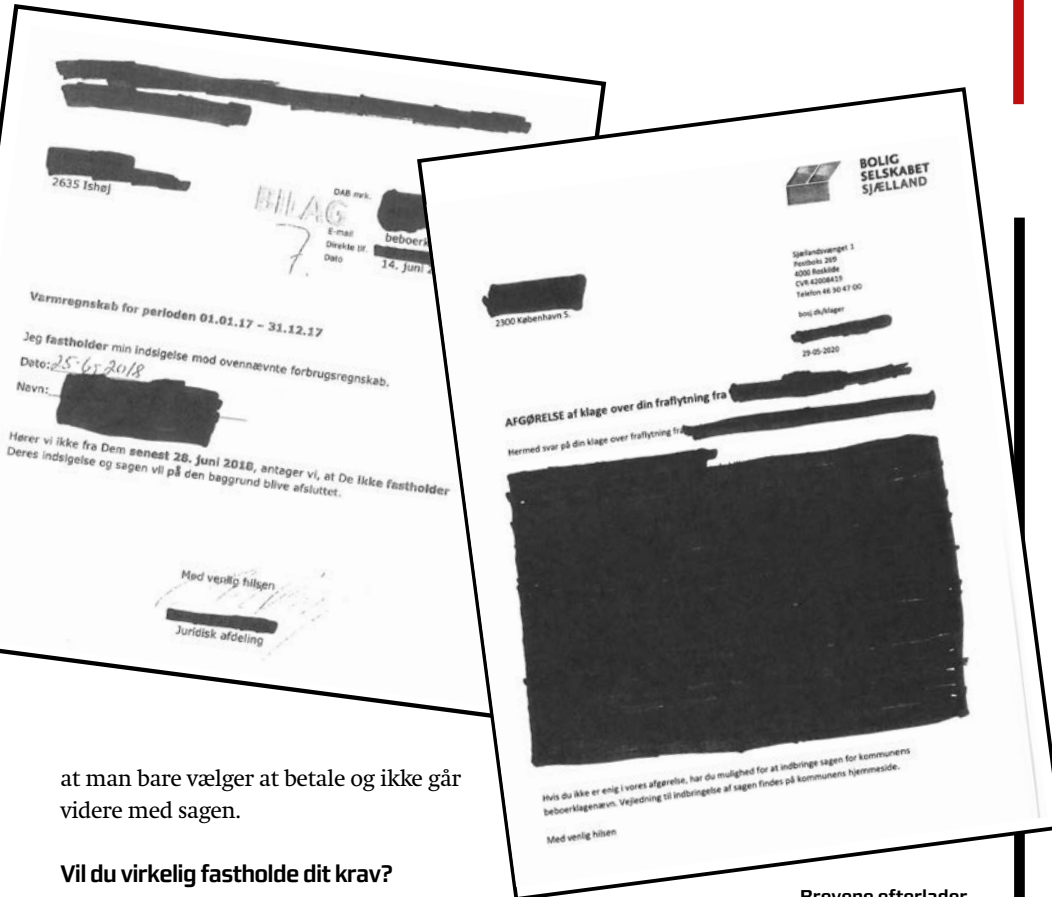 2635 Ishøj
BILAG
7.
DAB mrk.
E-mail
beboerk
Direkte tlf.
Dato
14. juni
Varmregnskab for perioden 01.01.17 – 31.12.17
Jeg fastholder min indsigelse mod ovennævnte forbrugsregnskab.
Dato: 25-6-2018
Navn:
Hører vi ikke fra Dem senest 28. juni 2018, antager vi, at De ikke fastholder
Deres indsigelse og sagen vil på den baggrund blive afsluttet.
Med venlig hilsen
Juridisk afdeling
BOLIG
SELSKABET
SJÆLLAND
Sjællandsvænget 1
Postboks 269
4000 Roskilde
CVR 42008419
Telefon 46 30 47 00
bosj.dk/klager
29-05-2020
2300 København S.
AFGØRELSE af klage over din fraflytning fra
Hermed svar på din klage over fraflytning fra
Hvis du ikke er enig i vores afgørelse, har du mulighed for at indbringe sagen for kommunens
beboerklagenævn. Vejledning til indbringelse af sagen findes på kommunens hjemmeside.
Med venlig hilsen
at man bare vælger at betale og ikke går
videre med sagen.
Vil du virkelig fastholde dit krav?
Brevene efterlader